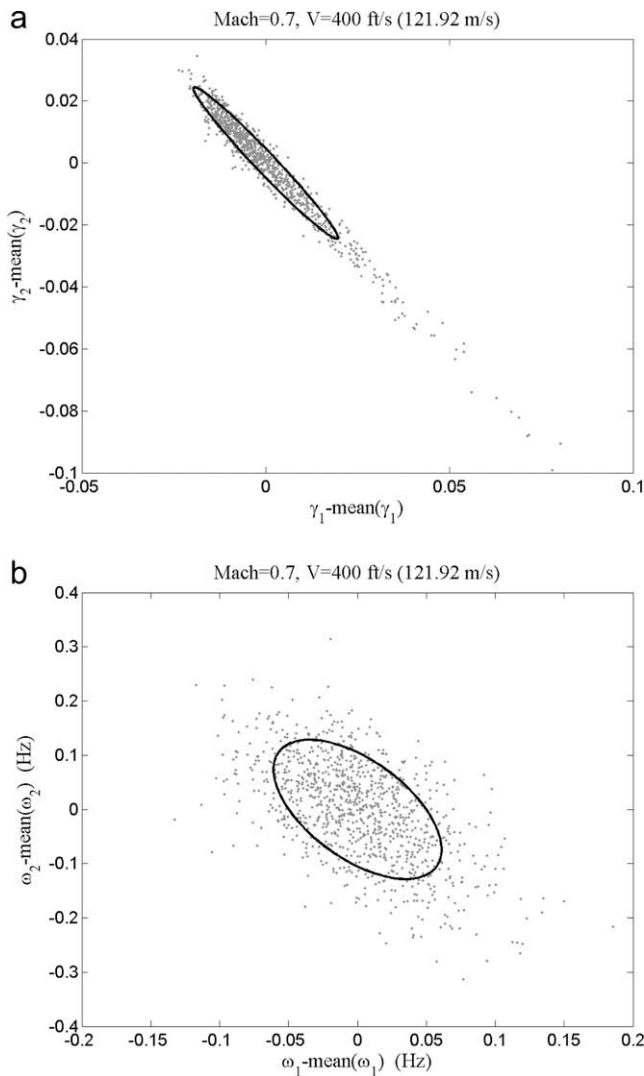 a
Mach=0.7, V=400 ft/s (121.92 m/s)
0.04
0.02
0
-0.02
-0.04
-0.06
-0.08
-0.1
γ₂-mean(γ₂)
-0.05 0 0.05 0.1
γ₁-mean(γ₁)
b
Mach=0.7, V=400 ft/s (121.92 m/s)
0.4
0.3
0.2
0.1
0
-0.1
-0.2
-0.3
-0.4
ω₂-mean(ω₂) (Hz)
-0.2 -0.15 -0.1 -0.05 0 0.05 0.1 0.15 0.2
ω₁-mean(ω₁) (Hz)